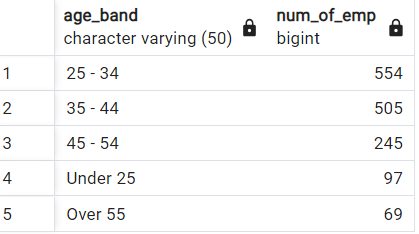 age_band num_of_emp
character varying (50) bigint
1 25 - 34 554
2 35 - 44 505
3 45 - 54 245
4 Under 25 97
5 Over 55 69